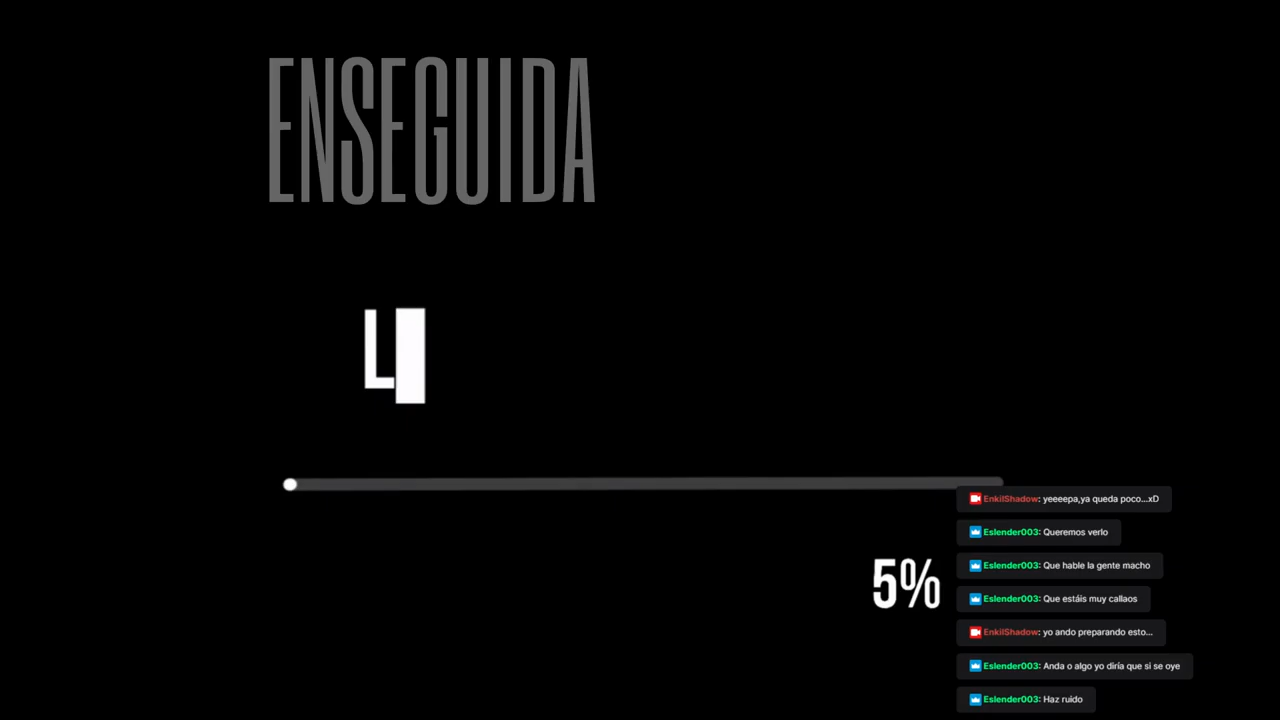 ENSEGUIDA
4
EnkilShadow: yeeeepa,ya queda poco...xD
Eslender003: Queremos verlo
Eslender003: Que hable la gente macho
5%
Eslender003: Que estáis muy callaos
EnkilShadow: yo ando preparando esto...
Eslender003: Anda o algo yo diría que si se oye
Eslender003: Haz ruido